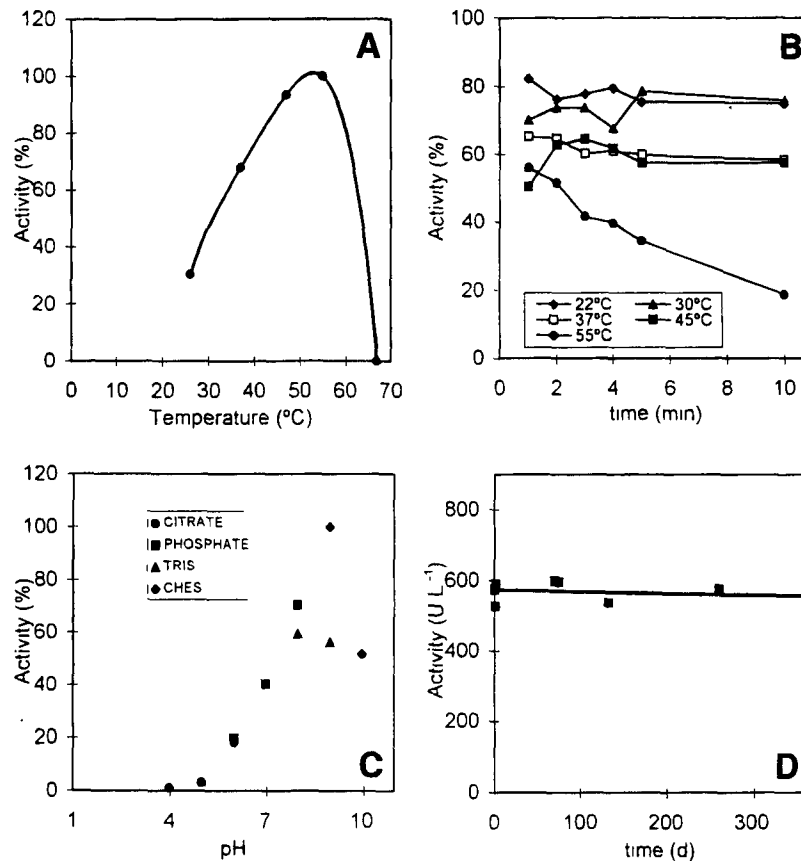 A
Activity (%)
120
100
80
60
40
20
0
0 10 20 30 40 50 60 70
Temperature (ºC)
B
Activity (%)
100
80
60
40
20
0
22ºC 30ºC
37ºC 45ºC
55ºC
0 2 4 6 8 10
time (min)
C
Activity (%)
120
100
80
60
40
20
0
CITRATE
PHOSPHATE
TRIS
CHES
1 4 7 10
pH
D
Activity (U L⁻¹)
800
600
400
200
0
0 100 200 300
time (d)